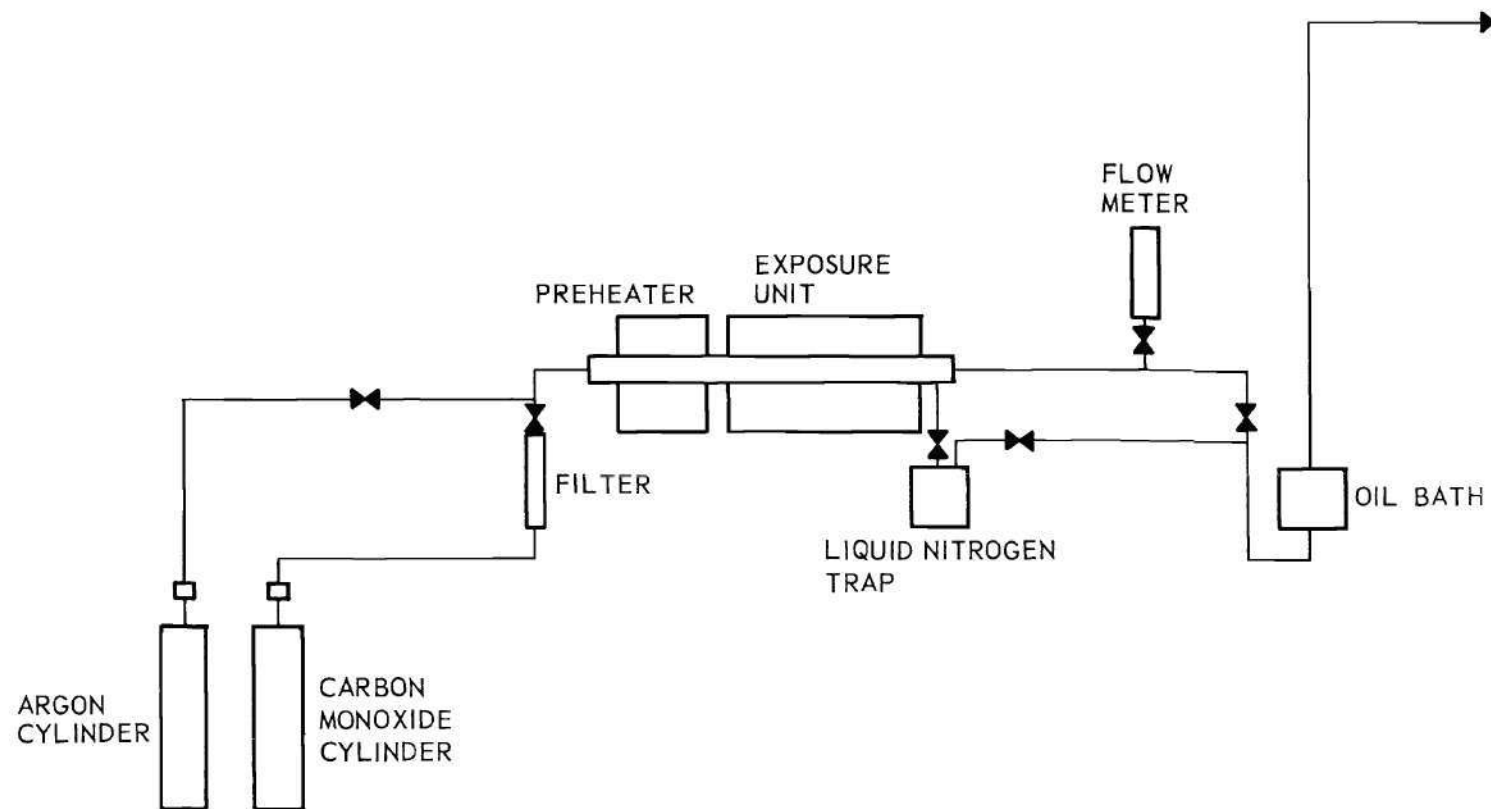 FLOW
METER
EXPOSURE
UNIT
PREHEATER
FILTER
OIL BATH
LIQUID NITROGEN
TRAP
ARGON
CYLINDER
CARBON
MONOXIDE
CYLINDER